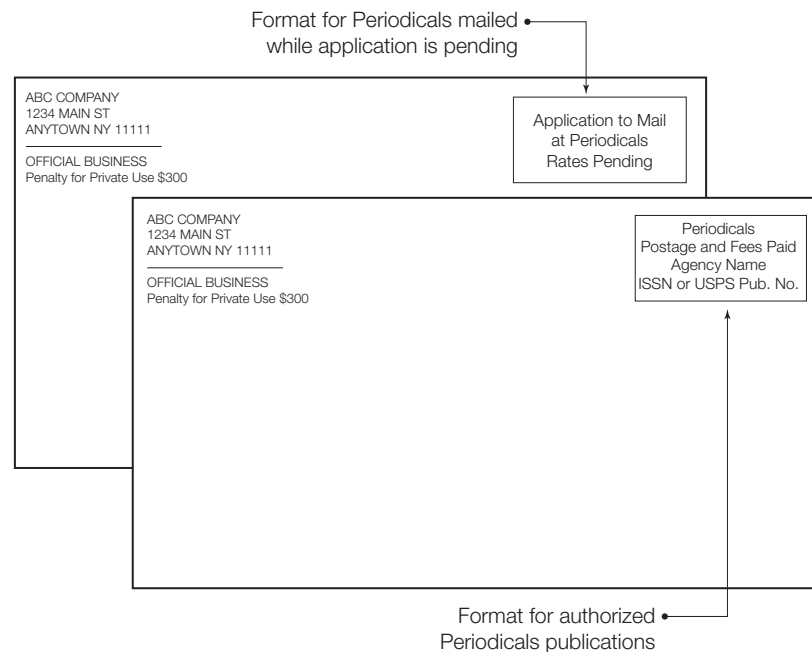 Format for Periodicals mailed
while application is pending
ABC COMPANY
1234 MAIN ST
ANYTOWN NY 11111
OFFICIAL BUSINESS
Penalty for Private Use $300
Application to Mail
at Periodicals
Rates Pending
ABC COMPANY
1234 MAIN ST
ANYTOWN NY 11111
OFFICIAL BUSINESS
Penalty for Private Use $300
Periodicals
Postage and Fees Paid
Agency Name
ISSN or USPS Pub. No.
Format for authorized
Periodicals publications